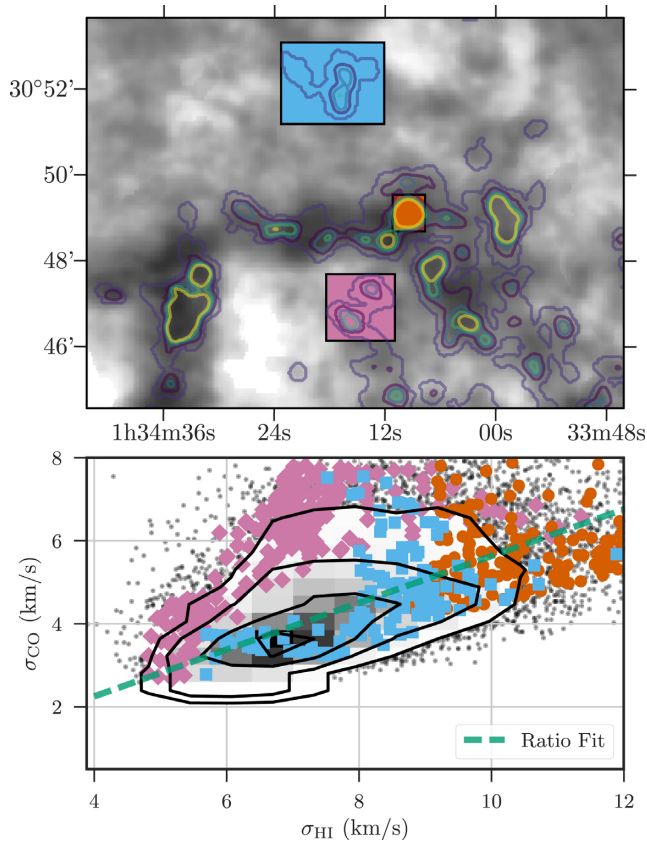 30°52'
50'
48'
46'
1h34m36s 24s 12s 00s 33m48s
8
6
4
2
σCO (km/s)
Ratio Fit
4 6 8 10 12
σHI (km/s)